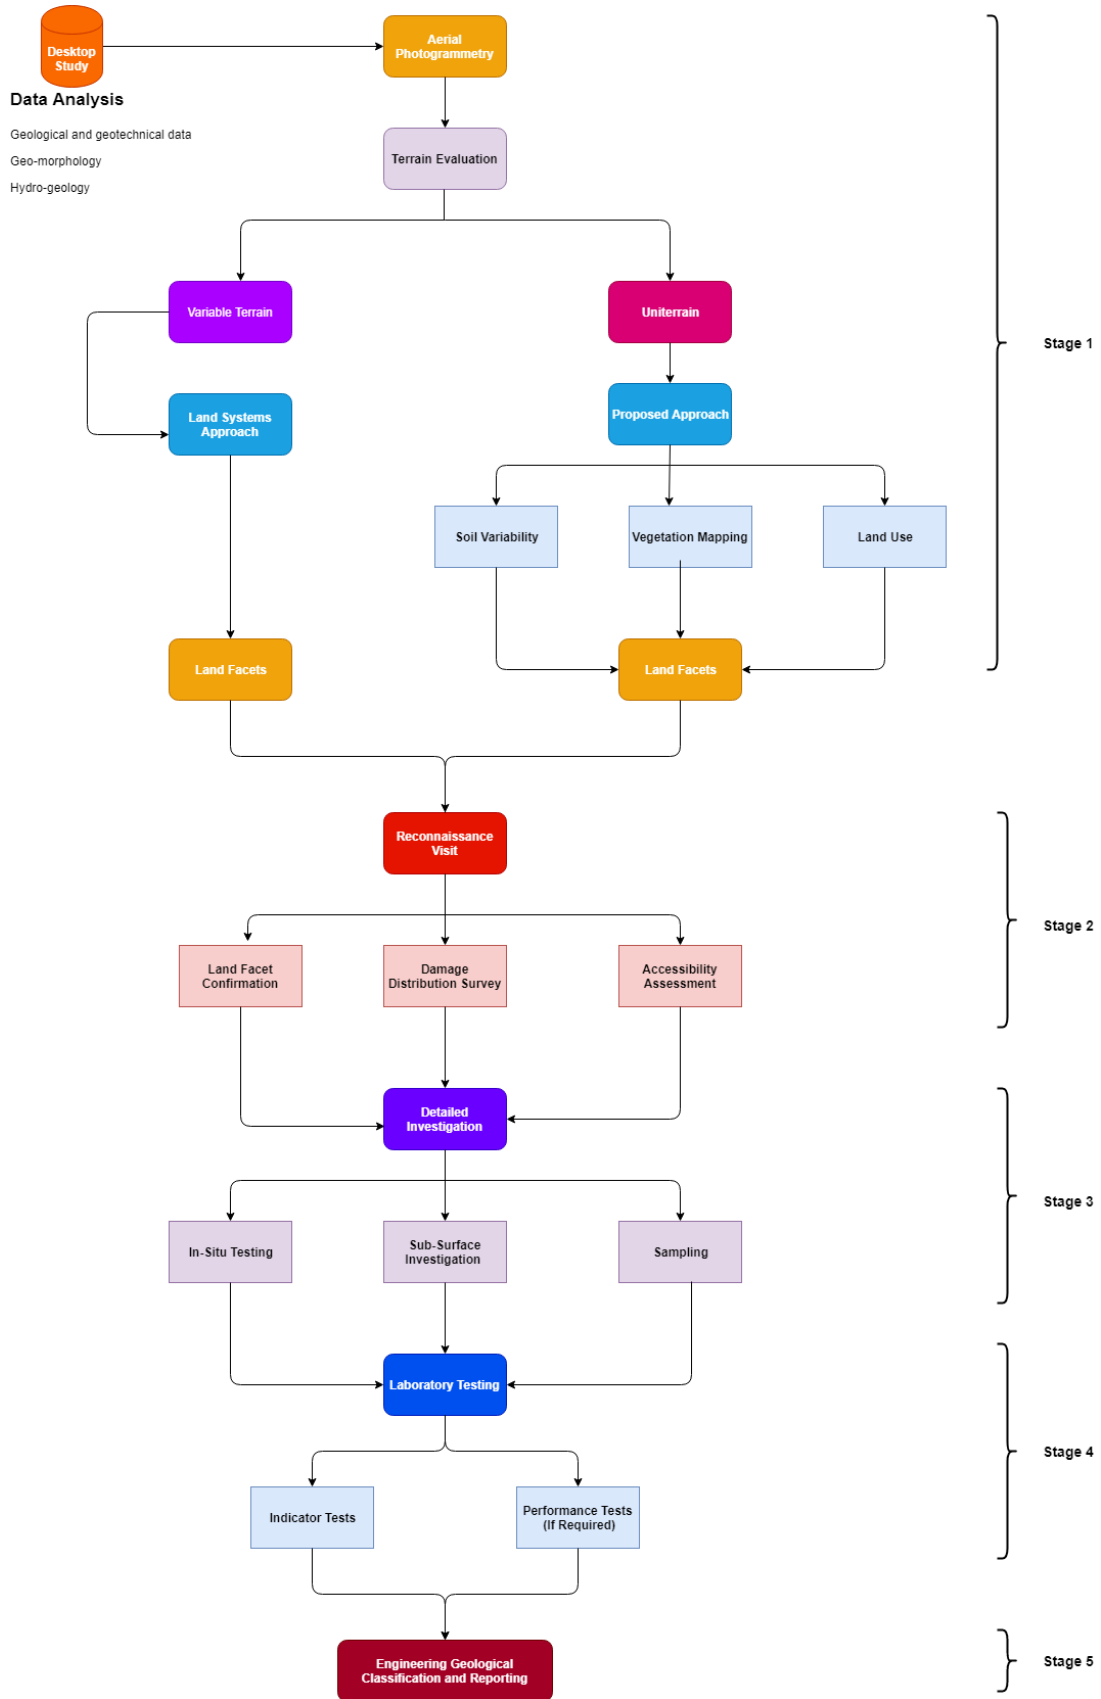 Desktop
Study
Aerial
Photogrammetry
Data Analysis
Geological and geotechnical data
Geo-morphology
Hydro-geology
Terrain Evaluation
Variable Terrain
Uniterrain
Stage 1
Land Systems
Approach
Proposed Approach
Soil Variability
Vegetation Mapping
Land Use
Land Facets
Land Facets
Reconnaissance
Visit
Stage 2
Land Facet
Confirmation
Damage
Distribution Survey
Accessibility
Assessment
Detailed
Investigation
Stage 3
In-Situ Testing
Sub-Surface
Investigation
Sampling
Laboratory Testing
Stage 4
Indicator Tests
Performance Tests
(If Required)
Engineering Geological
Classification and Reporting
Stage 5